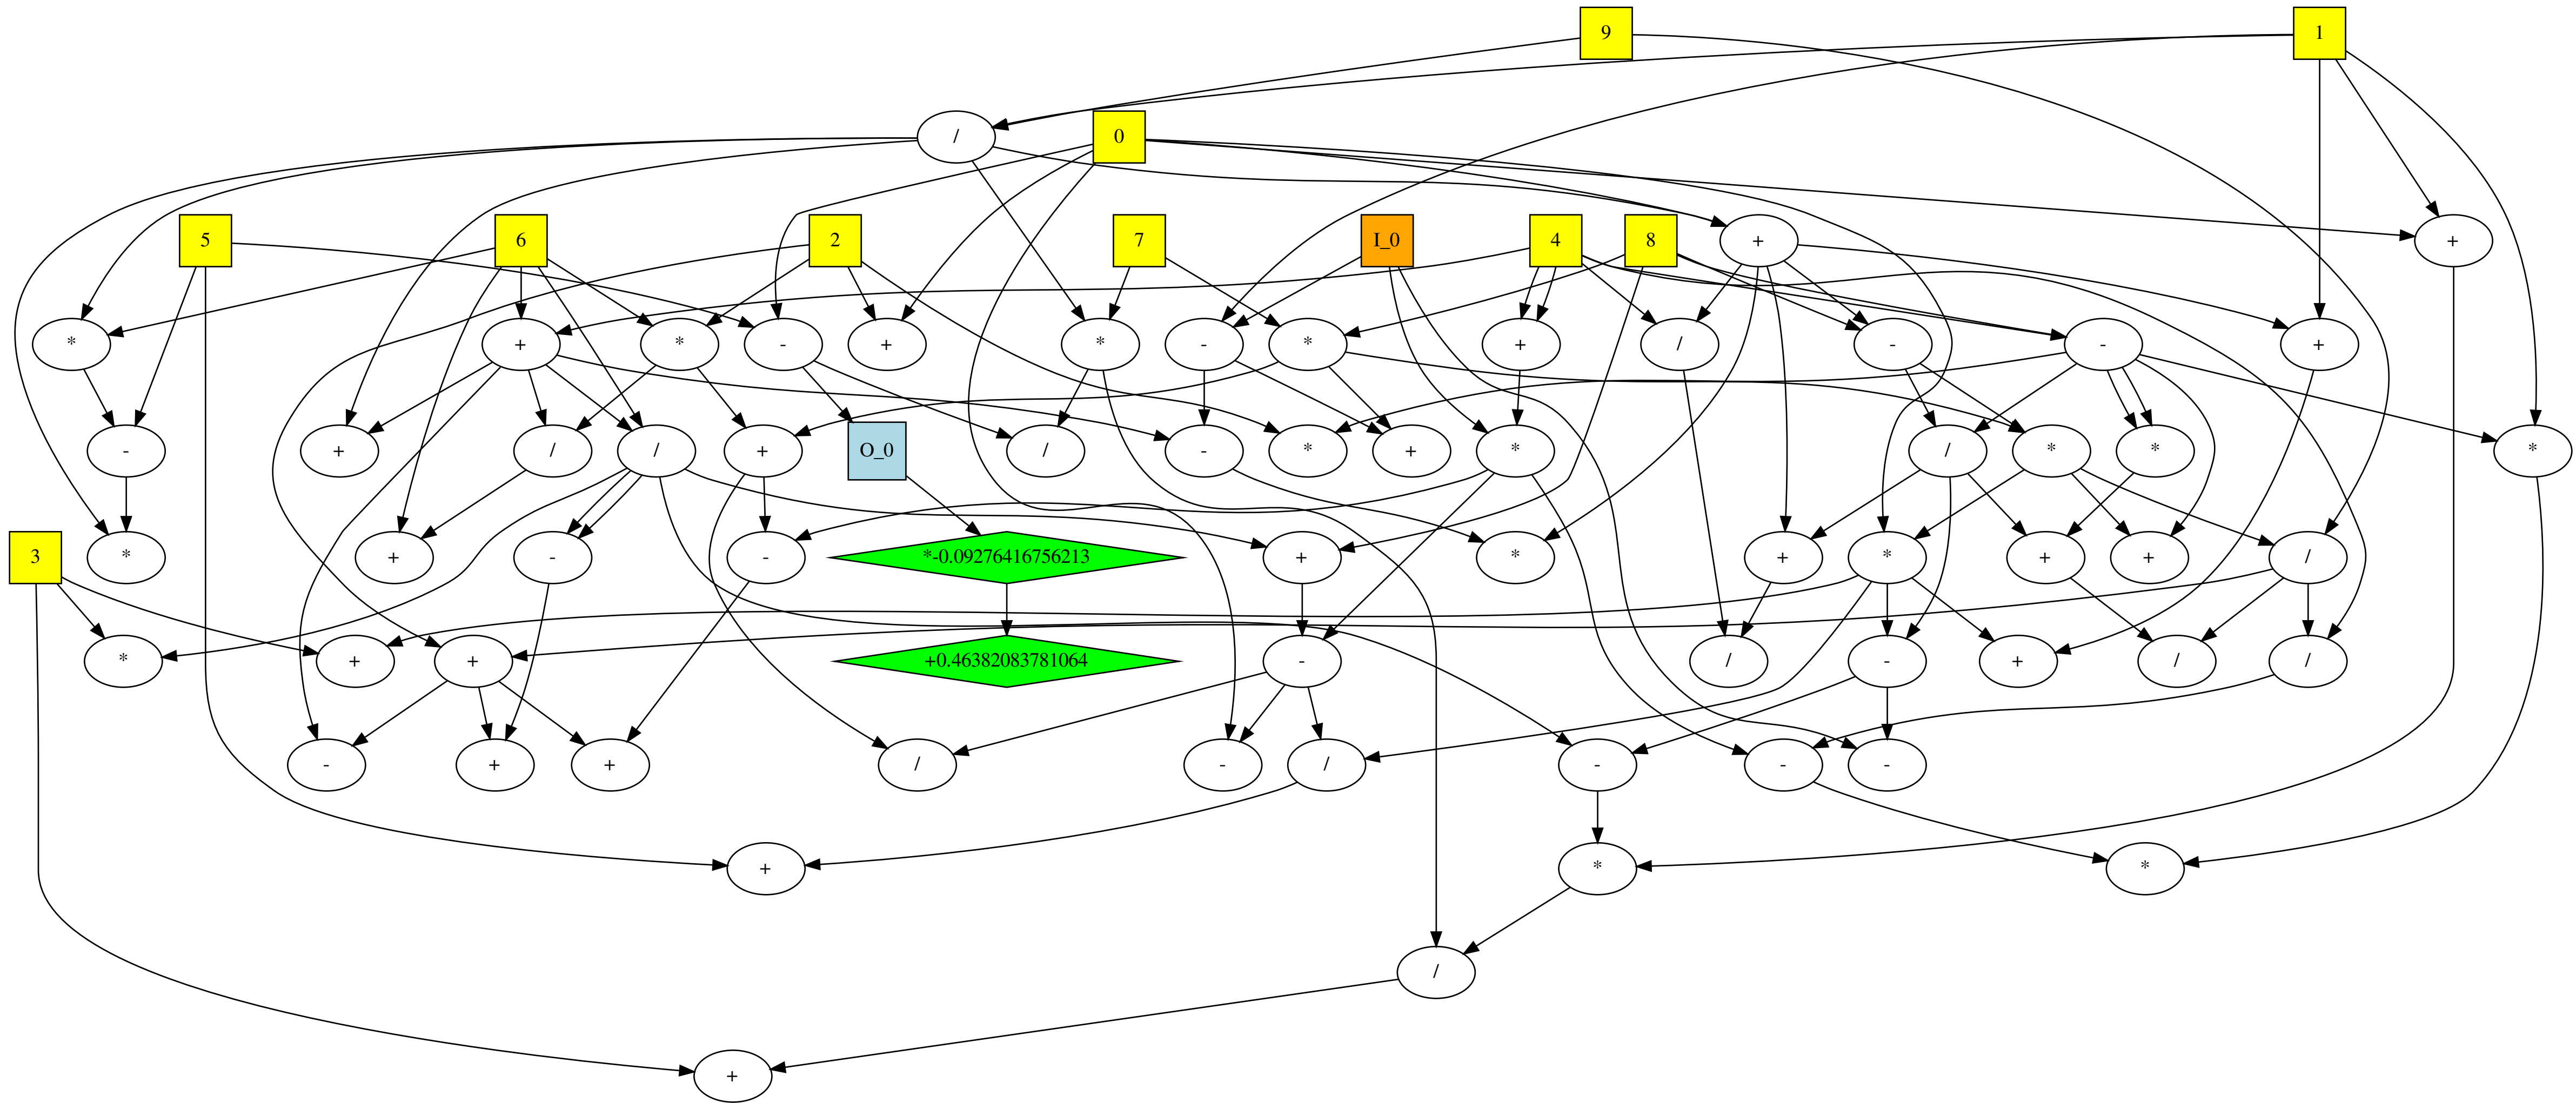 9 1
/ 0
5 6 2 7 I_0 4 8 + +
* + * - + * - * + / - - +
- + / / + O_0 / - * + * / * * *
3 * + - - *-0.09276416756213 + * + * + + /
* + + +0.46382083781064 - / - + / /
- + + / - / - - -
+ * *
/
+